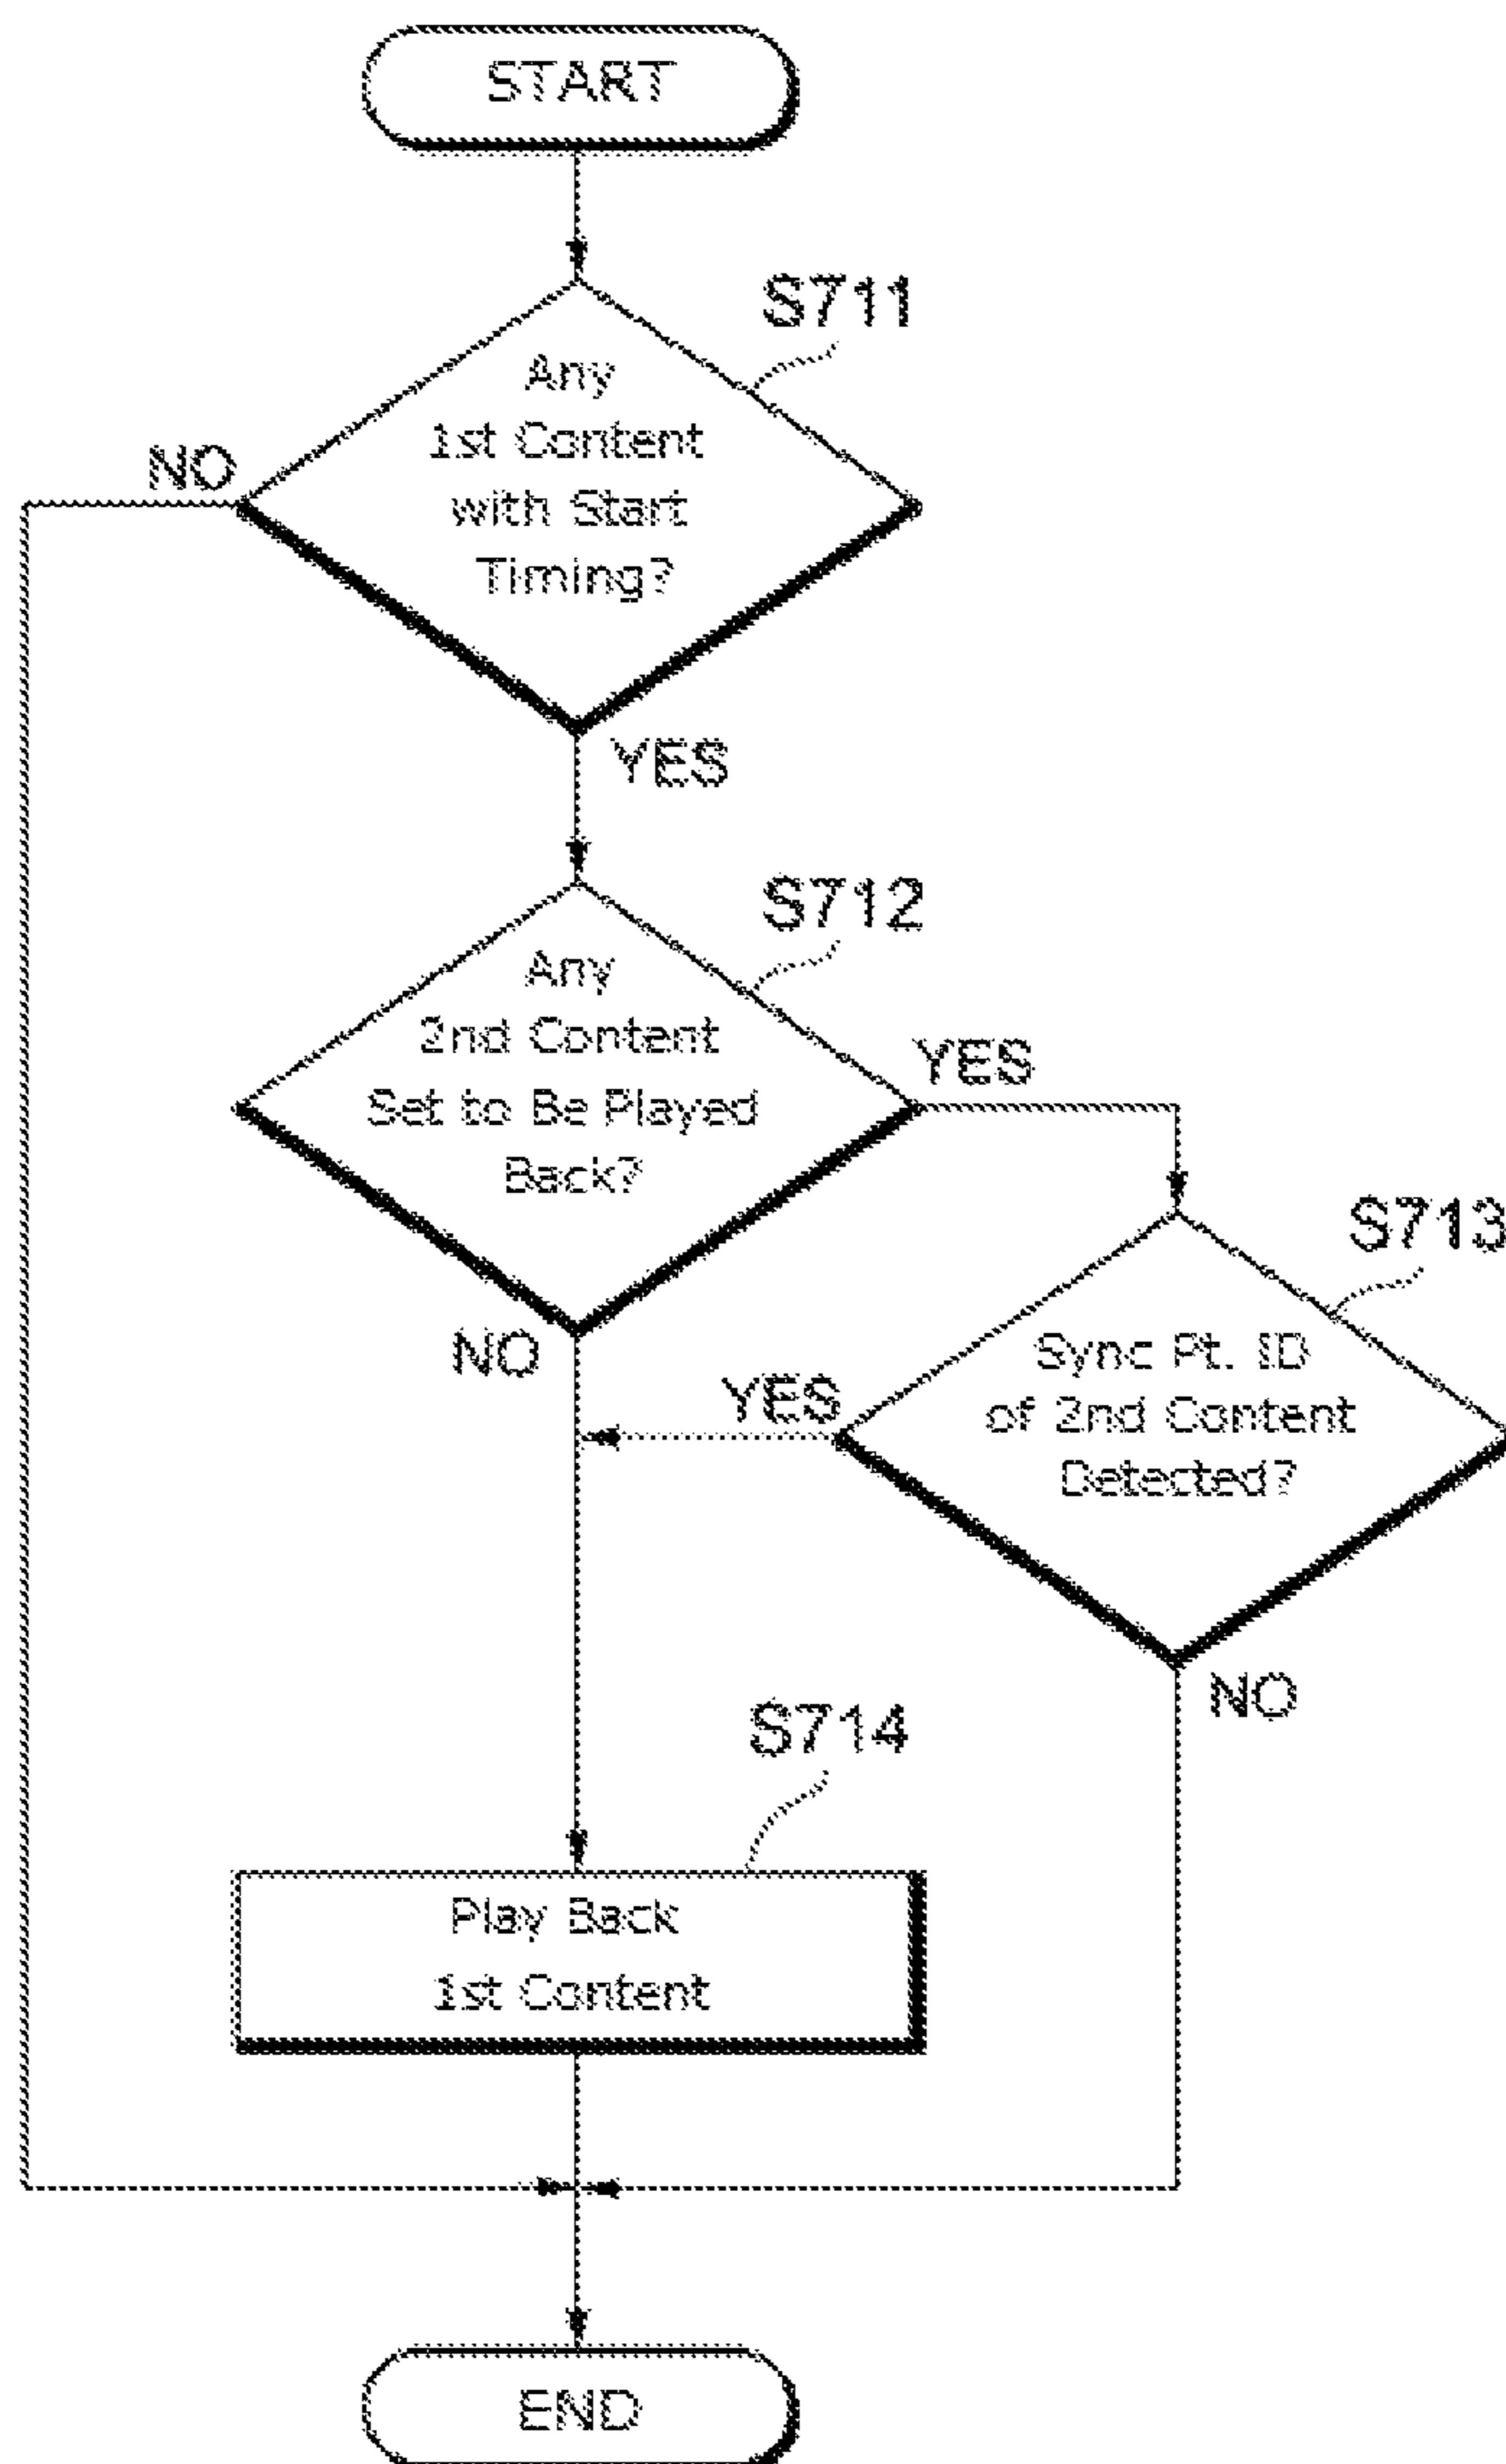 START
S711
Any
1st Content
with Start
Timing?
NO
YES
S712
Any
2nd Content
Set to Be Played
Back?
YES
NO
S713
Sync Pt. ID
of 2nd Content
Detected?
YES
NO
S714
Play Back
1st Content
END